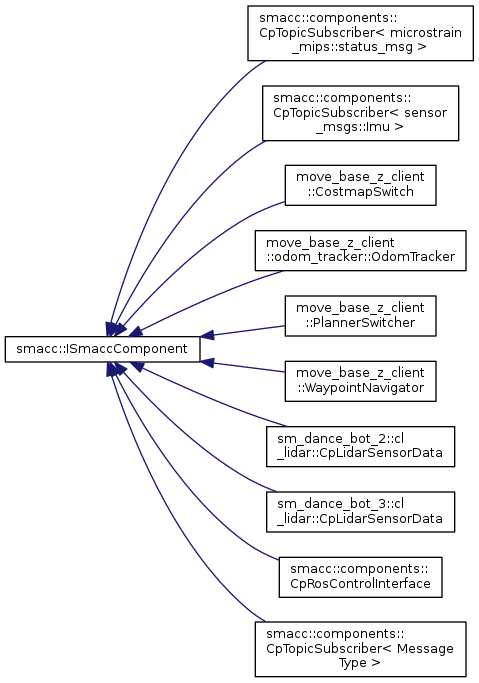 smacc::components::
CpTopicSubscriber< microstrain
_mips::status_msg >
smacc::components::
CpTopicSubscriber< sensor
_msgs::Imu >
move_base_z_client
::CostmapSwitch
move_base_z_client
::odom_tracker::OdomTracker
move_base_z_client
::PlannerSwitcher
smacc::ISmaccComponent
move_base_z_client
::WaypointNavigator
sm_dance_bot_2::cl
_lidar::CpLidarSensorData
sm_dance_bot_3::cl
_lidar::CpLidarSensorData
smacc::components::
CpRosControlInterface
smacc::components::
CpTopicSubscriber< Message
Type >